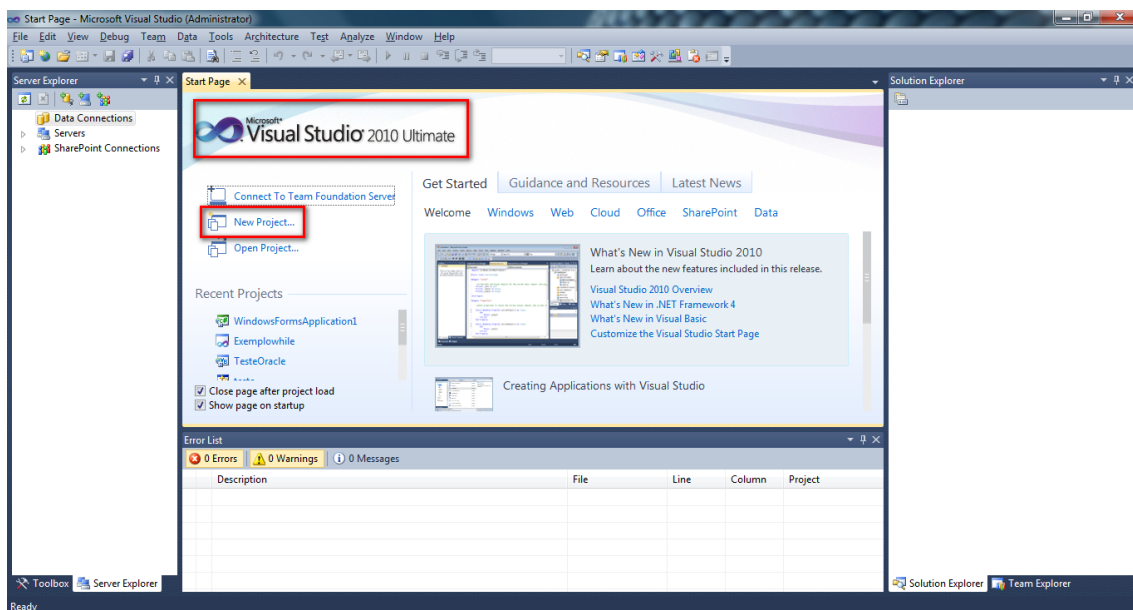 Start Page - Microsoft Visual Studio (Administrator)
File Edit View Debug Team Data Tools Architecture Test Analyze Window Help
Server Explorer
Data Connections
Servers
SharePoint Connections
Start Page
Microsoft
Visual Studio 2010 Ultimate
Connect To Team Foundation Server
New Project...
Open Project...
Recent Projects
WindowsFormsApplication1
Exemplowhile
TesteOracle
Close page after project load
Show page on startup
Get Started Guidance and Resources Latest News
Welcome Windows Web Cloud Office SharePoint Data
What's New in Visual Studio 2010
Learn about the new features included in this release.
Visual Studio 2010 Overview
What's New in .NET Framework 4
What's New in Visual Basic
Customize the Visual Studio Start Page
Creating Applications with Visual Studio
Error List
0 Errors 0 Warnings 0 Messages
Description File Line Column Project
Solution Explorer
Toolbox Server Explorer
Solution Explorer Team Explorer
Ready